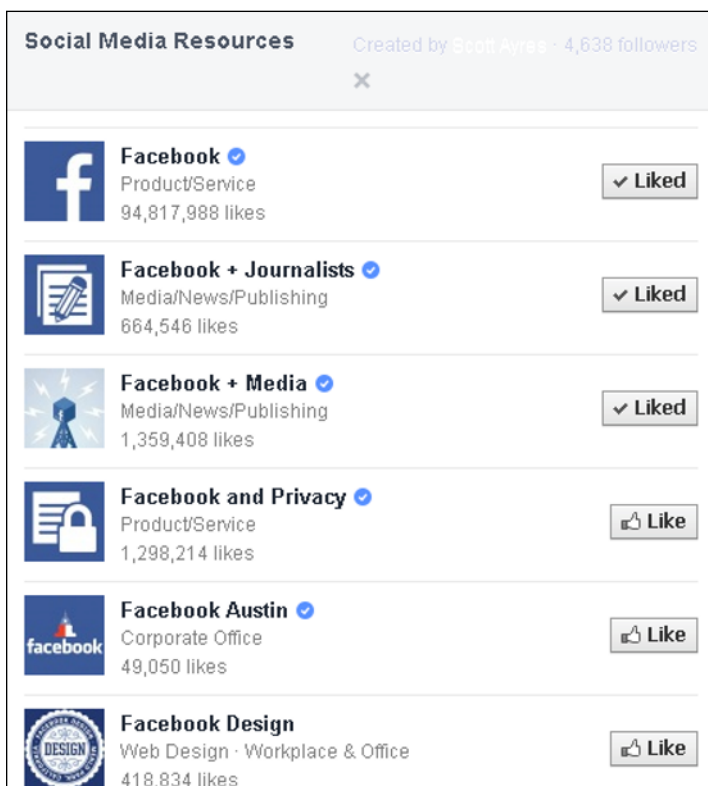 Social Media Resources
Created by Scott Ayres · 4,638 followers
Facebook
Product/Service
94,817,988 likes
Liked
Facebook + Journalists
Media/News/Publishing
664,546 likes
Liked
Facebook + Media
Media/News/Publishing
1,359,408 likes
Liked
Facebook and Privacy
Product/Service
1,298,214 likes
Like
facebook
Facebook Austin
Corporate Office
49,050 likes
Like
DESIGN
Facebook Design
Web Design · Workplace & Office
418,834 likes
Like